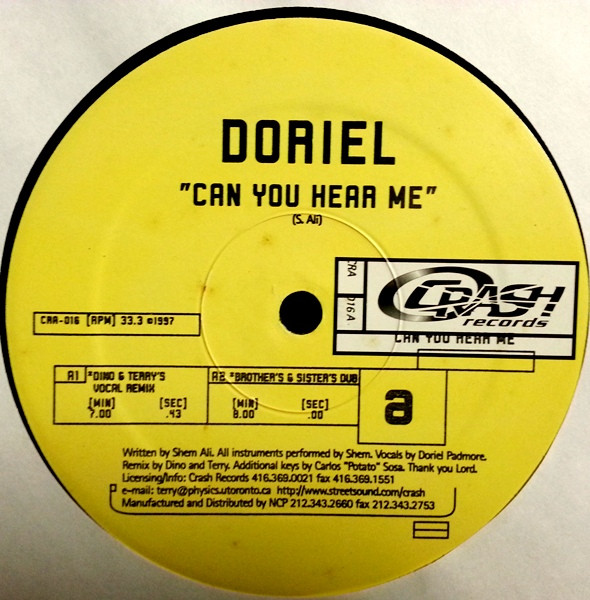 DORIEL
"CAN YOU HEAR ME"
(S. Ali)
CRA
016 A
CRASH
records
CAN YOU HEAR ME
CRA-016 [RPM] 33.3 ©1997
A1 "DINO & TERRY'S
VOCAL REMIX
[MIN] [SEC]
7.00 .43
A2 "BROTHER'S & SISTER'S DUB
[MIN] [SEC]
8.00 .00
a
Written by Shem Ali. All instruments performed by Shem. Vocals by Doriel Padmore.
Remix by Dino and Terry. Additional keys by Carlos "Potato" Sosa. Thank you Lord.
Licensing/Info: Crash Records 416.369.0021 fax 416.369.1551
e-mail: terry@physics.utoronto.ca http://www.streetsound.com/crash
Manufactured and Distributed by NCP 212.343.2660 fax 212.343.2753